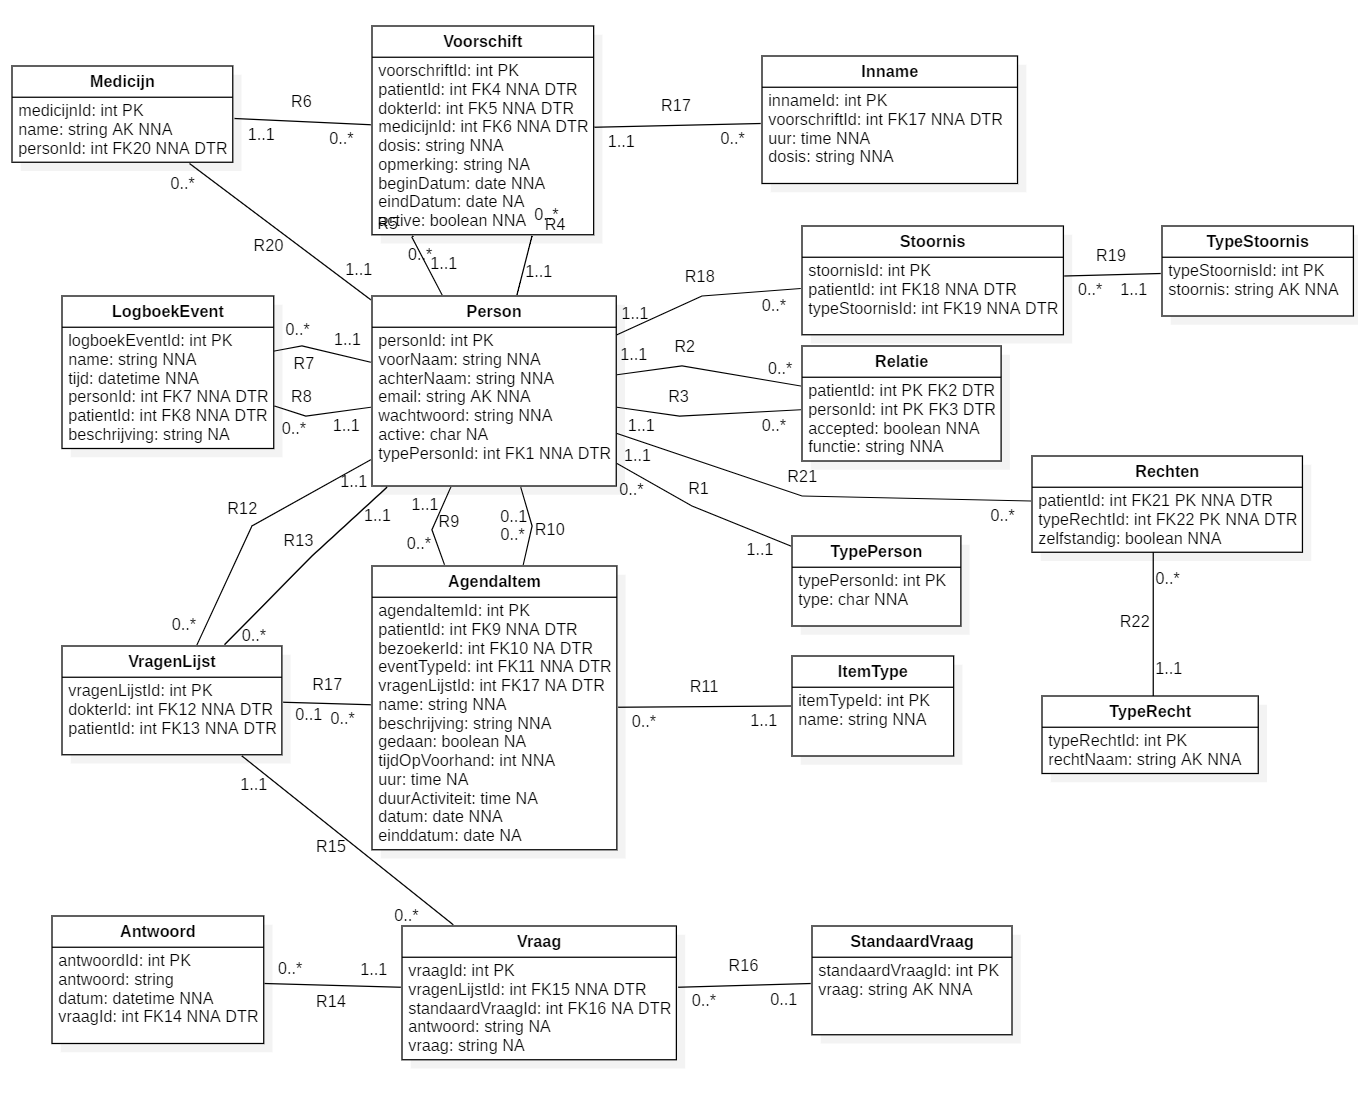 Voorschift
voorschriftId: int PK
patientId: int FK4 NNA DTR
dokterId: int FK5 NNA DTR
medicijnId: int FK6 NNA DTR
dosis: string NNA
opmerking: string NA
beginDatum: date NNA
eindDatum: date NA
active: boolean NNA
Medicijn
medicijnId: int PK
name: string AK NNA
personId: int FK20 NNA DTR
R6
1..1
0..*
Inname
innameId: int PK
voorschriftId: int FK17 NNA DTR
uur: time NNA
dosis: string NNA
R17
1..1
0..*
R5
0..*
1..1
0..*
R4
1..1
0..*
R20
1..1
Stoornis
stoornisId: int PK
patientId: int FK18 NNA DTR
typeStoornisId: int FK19 NNA DTR
R18
1..1
0..*
TypeStoornis
typeStoornisId: int PK
stoornis: string AK NNA
R19
0..*
1..1
LogboekEvent
logboekEventId: int PK
name: string NNA
tijd: datetime NNA
personId: int FK7 NNA DTR
patientId: int FK8 NNA DTR
beschrijving: string NA
0..*
1..1
R7
R8
0..*
1..1
Person
personId: int PK
voorNaam: string NNA
achterNaam: string NNA
email: string AK NNA
wachtwoord: string NNA
active: char NA
typePersonId: int FK1 NNA DTR
1..1
R2
0..*
R3
1..1
0..*
Relatie
patientId: int PK FK2 DTR
personId: int PK FK3 DTR
accepted: boolean NNA
functie: string NNA
1..1
R21
0..*
Rechten
patientId: int FK21 PK NNA DTR
typeRechtId: int FK22 PK NNA DTR
zelfstandig: boolean NNA
0..*
R1
1..1
TypePerson
typePersonId: int PK
type: char NNA
0..*
R22
1..1
TypeRecht
typeRechtId: int PK
rechtNaam: string AK NNA
1..1
R12
0..*
1..1
R13
0..*
1..1
R9
0..*
0..1
0..*
R10
AgendaItem
agendaItemId: int PK
patientId: int FK9 NNA DTR
bezoekerId: int FK10 NA DTR
eventTypeId: int FK11 NNA DTR
vragenLijstId: int FK17 NA DTR
name: string NNA
beschrijving: string NNA
gedaan: boolean NA
tijdOpVoorhand: int NNA
uur: time NA
duurActiviteit: time NA
datum: date NNA
einddatum: date NA
VragenLijst
vragenLijstId: int PK
dokterId: int FK12 NNA DTR
patientId: int FK13 NNA DTR
R17
0..1
0..*
R11
0..*
1..1
ItemType
itemTypeId: int PK
name: string NNA
1..1
R15
0..*
Antwoord
antwoordId: int PK
antwoord: string
datum: datetime NNA
vraagId: int FK14 NNA DTR
0..*
1..1
R14
Vraag
vraagId: int PK
vragenLijstId: int FK15 NNA DTR
standaardVraagId: int FK16 NA DTR
antwoord: string NA
vraag: string NA
R16
0..*
0..1
StandaardVraag
standaardVraagId: int PK
vraag: string AK NNA